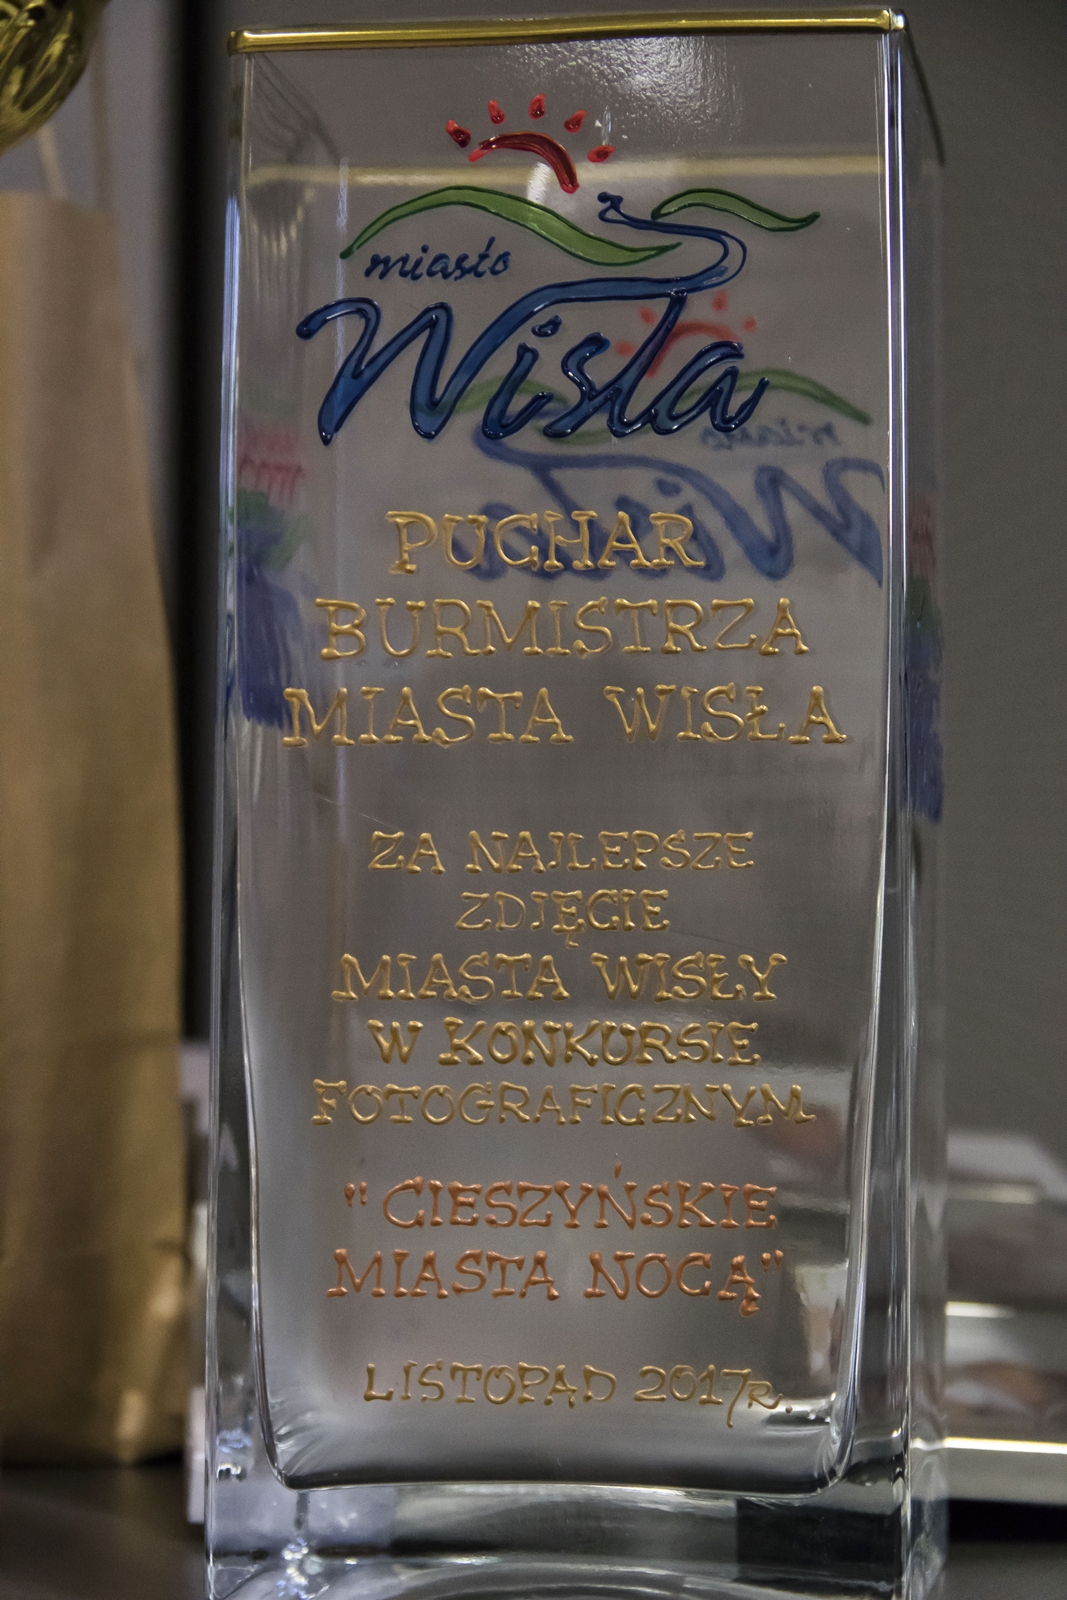 miasto
Wisła
PUCHAR
BURMISTRZA
MIASTA WISŁA
ZA NAJLEPSZE
ZDJĘCIE
MIASTA WISŁY
W KONKURSIE
FOTOGRAFICZNYM
"CIESZYŃSKIE
MIASTA NOCĄ"
LISTOPAD 2017R.